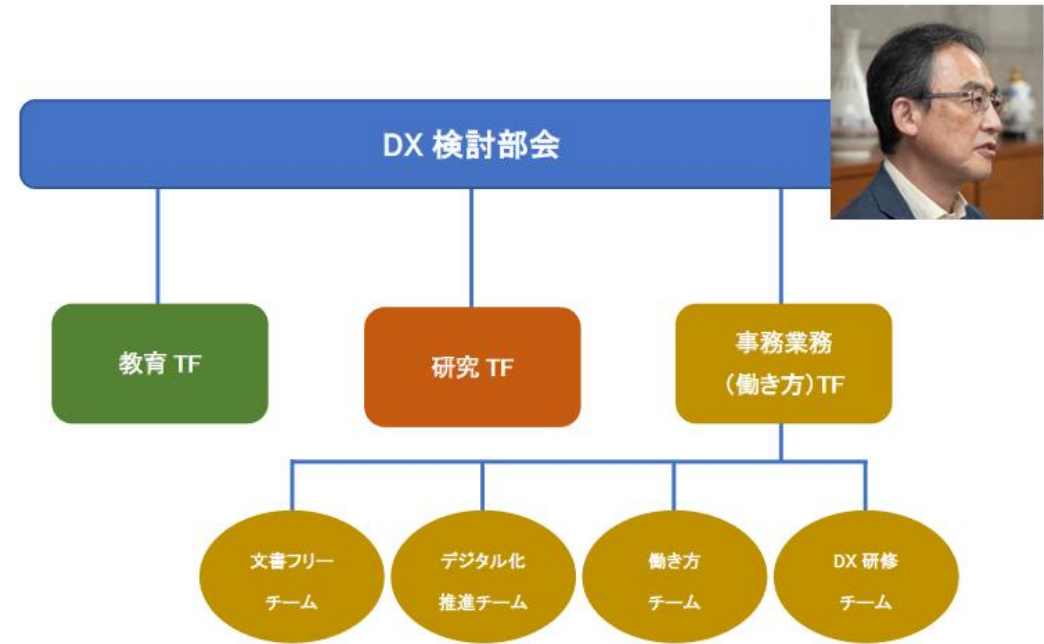 DX 検討部会
教育 TF
研究 TF
事務業務
（働き方）TF
文書フリー
チーム
デジタル化
推進チーム
働き方
チーム
DX 研修
チーム